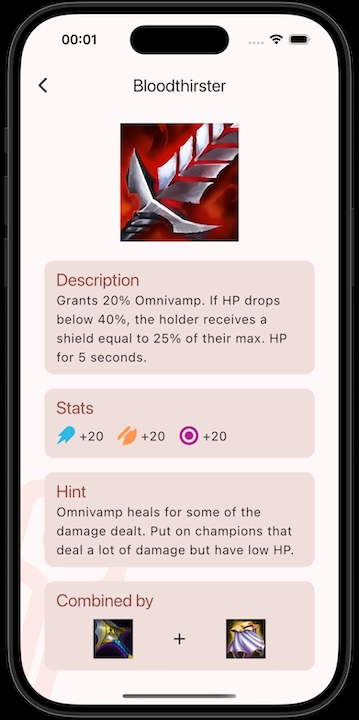 00:01
Bloodthirster
Description
Grants 20% Omnivamp. If HP drops
below 40%, the holder receives a
shield equal to 25% of their max. HP
for 5 seconds.
Stats
+20 +20 +20
Hint
Omnivamp heals for some of the
damage dealt. Put on champions that
deal a lot of damage but have low HP.
Combined by
+